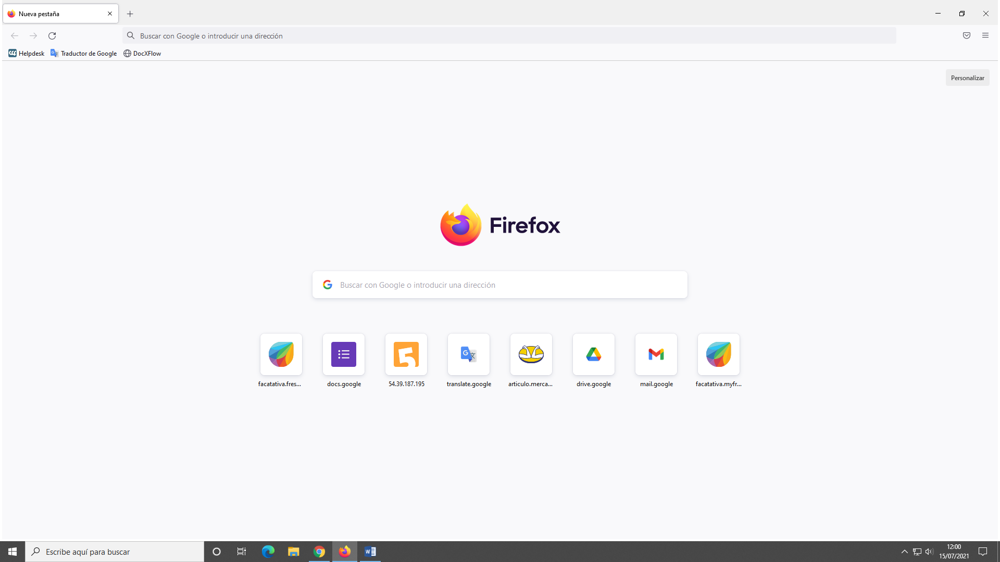 Nueva pestaña
Buscar con Google o introducir una dirección
Helpdesk
Traductor de Google
DocXFlow
Personalizar
Firefox
Buscar con Google o introducir una dirección
facatativa.fres...
docs.google
54.39.187.195
translate.google
articulo.merca...
drive.google
mail.google
facatativa.myfr...
Escribe aquí para buscar
12:00
15/07/2021